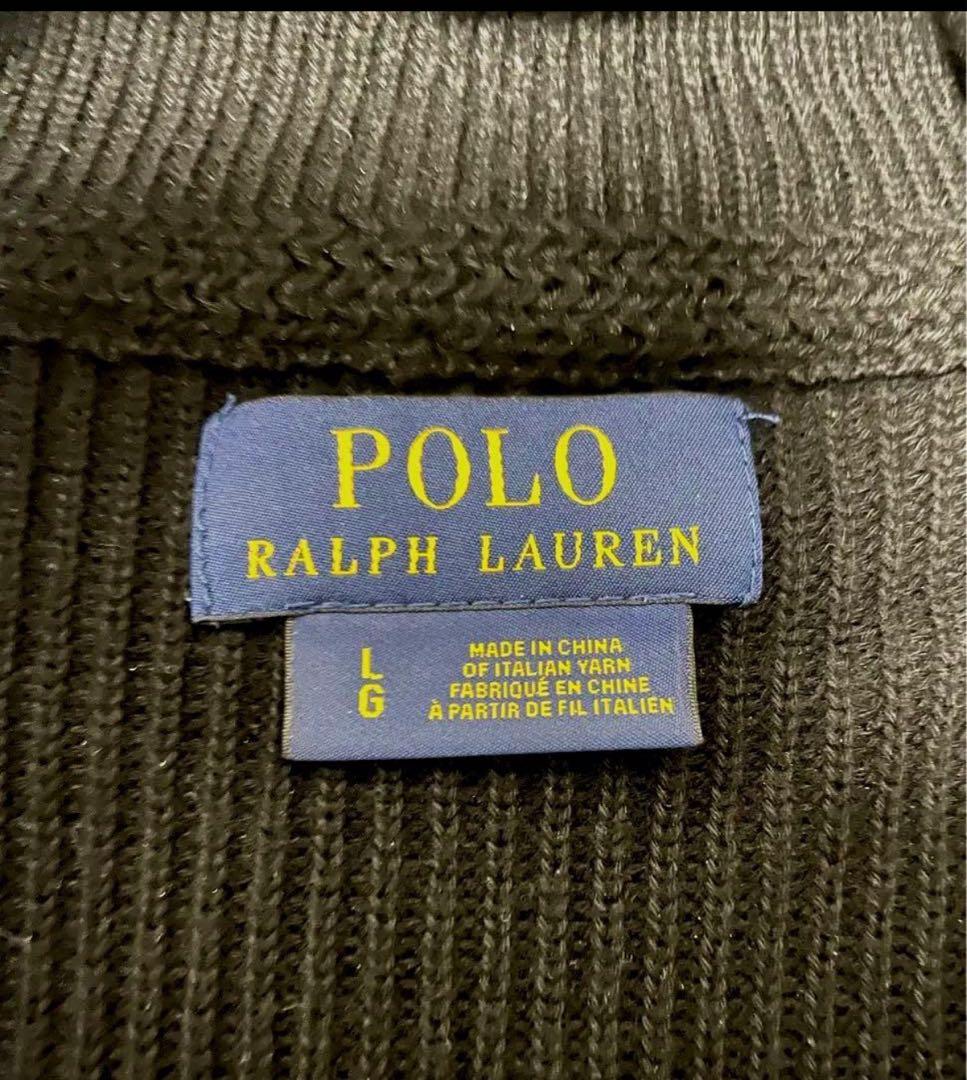 POLO
RALPH LAUREN
L
G
MADE IN CHINA
OF ITALIAN YARN
FABRIQUÉ EN CHINE
À PARTIR DE FIL ITALIEN